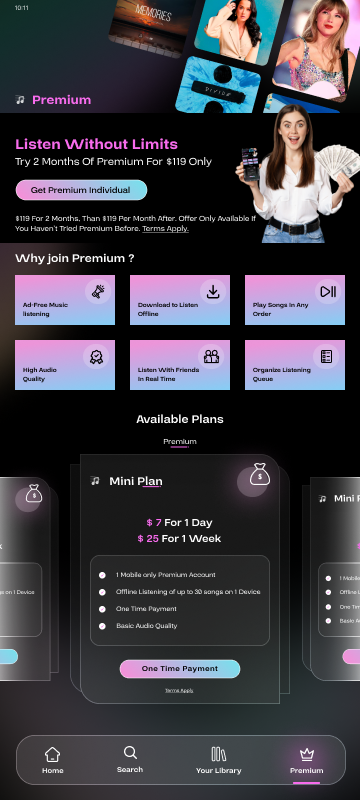 10:11
MEMORIES
DIVIDE
Premium
Listen Without Limits
Try 2 Months Of Premium For $119 Only
Get Premium Individual
$119 For 2 Months, Than $119 Per Month After. Offer Only Available If
You Haven't Tried Premium Before. Terms Apply.
Why join Premium ?
Ad-Free Music
listening
Download to Listen
Offline
Play Songs in Any
Order
High Audio
Quality
Listen With Friends
In Real Time
Organize Listening
Queue
Available Plans
Premium
Mini Plan
$ 7 For 1 Day
$ 25 For 1 Week
1 Mobile only Premium Account
Offline Listening of up to 30 songs on 1 Device
One Time Payment
Basic Audio Quality
One Time Payment
Terms Apply
s on 1 Device
Mini P
1 Mobile
Offline
One Tim
Basic A
Home
Search
Your Library
Premium